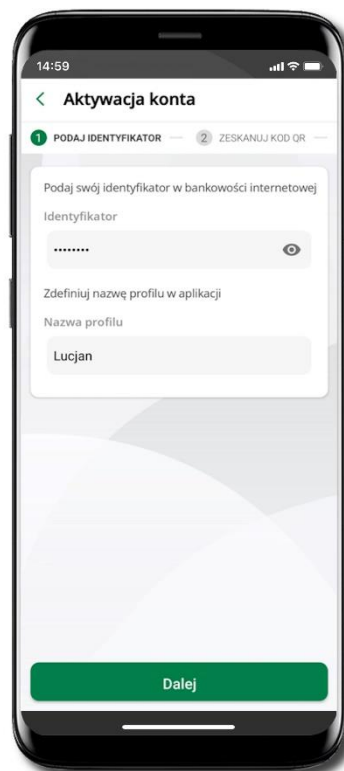 14:59
Aktywacja konta
1 PODAJ IDENTYFIKATOR 2 ZESKANUJ KOD QR
Podaj swój identyfikator w bankowości internetowej
Identyfikator
••••••••
Zdefiniuj nazwę profilu w aplikacji
Nazwa profilu
Lucjan
Dalej